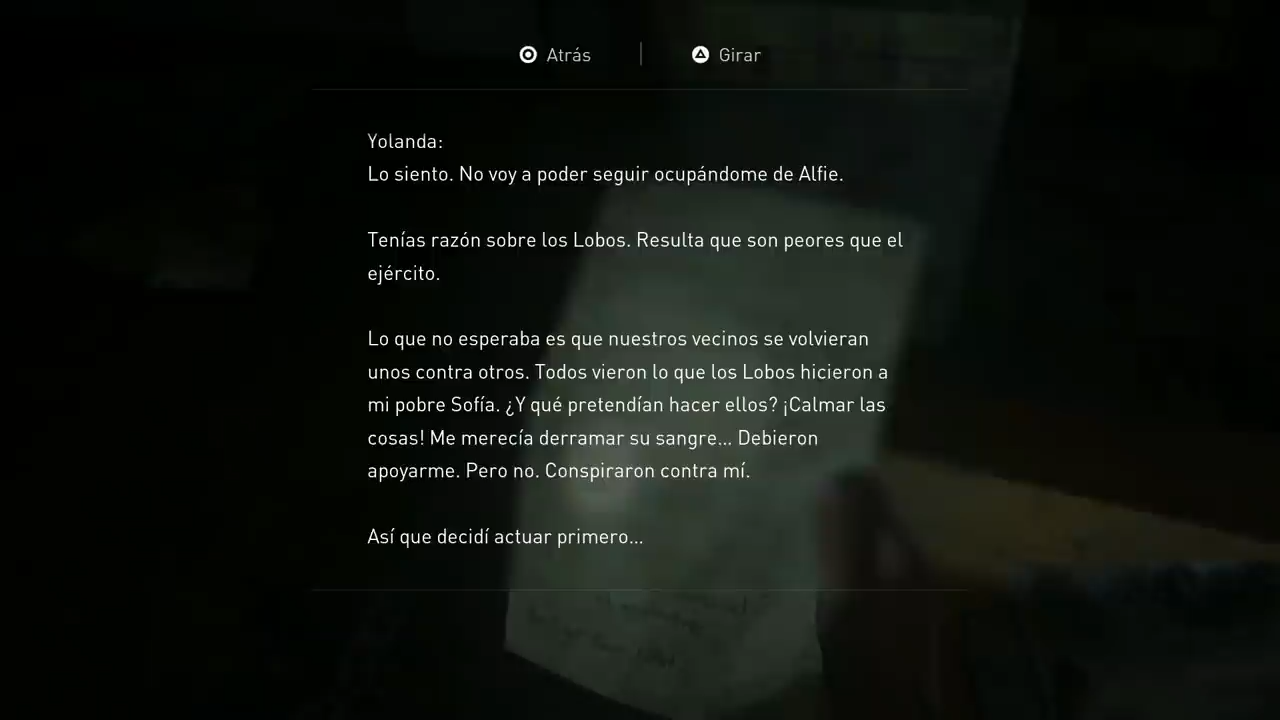 Atrás | Girar
Yolanda:
Lo siento. No voy a poder seguir ocupándome de Alfie.
Tenías razón sobre los Lobos. Resulta que son peores que el
ejército.
Lo que no esperaba es que nuestros vecinos se volvieran
unos contra otros. Todos vieron lo que los Lobos hicieron a
mi pobre Sofía. ¿Y qué pretendían hacer ellos? ¡Calmar las
cosas! Me merecía derramar su sangre... Debieron
apoyarme. Pero no. Conspiraron contra mí.
Así que decidí actuar primero...